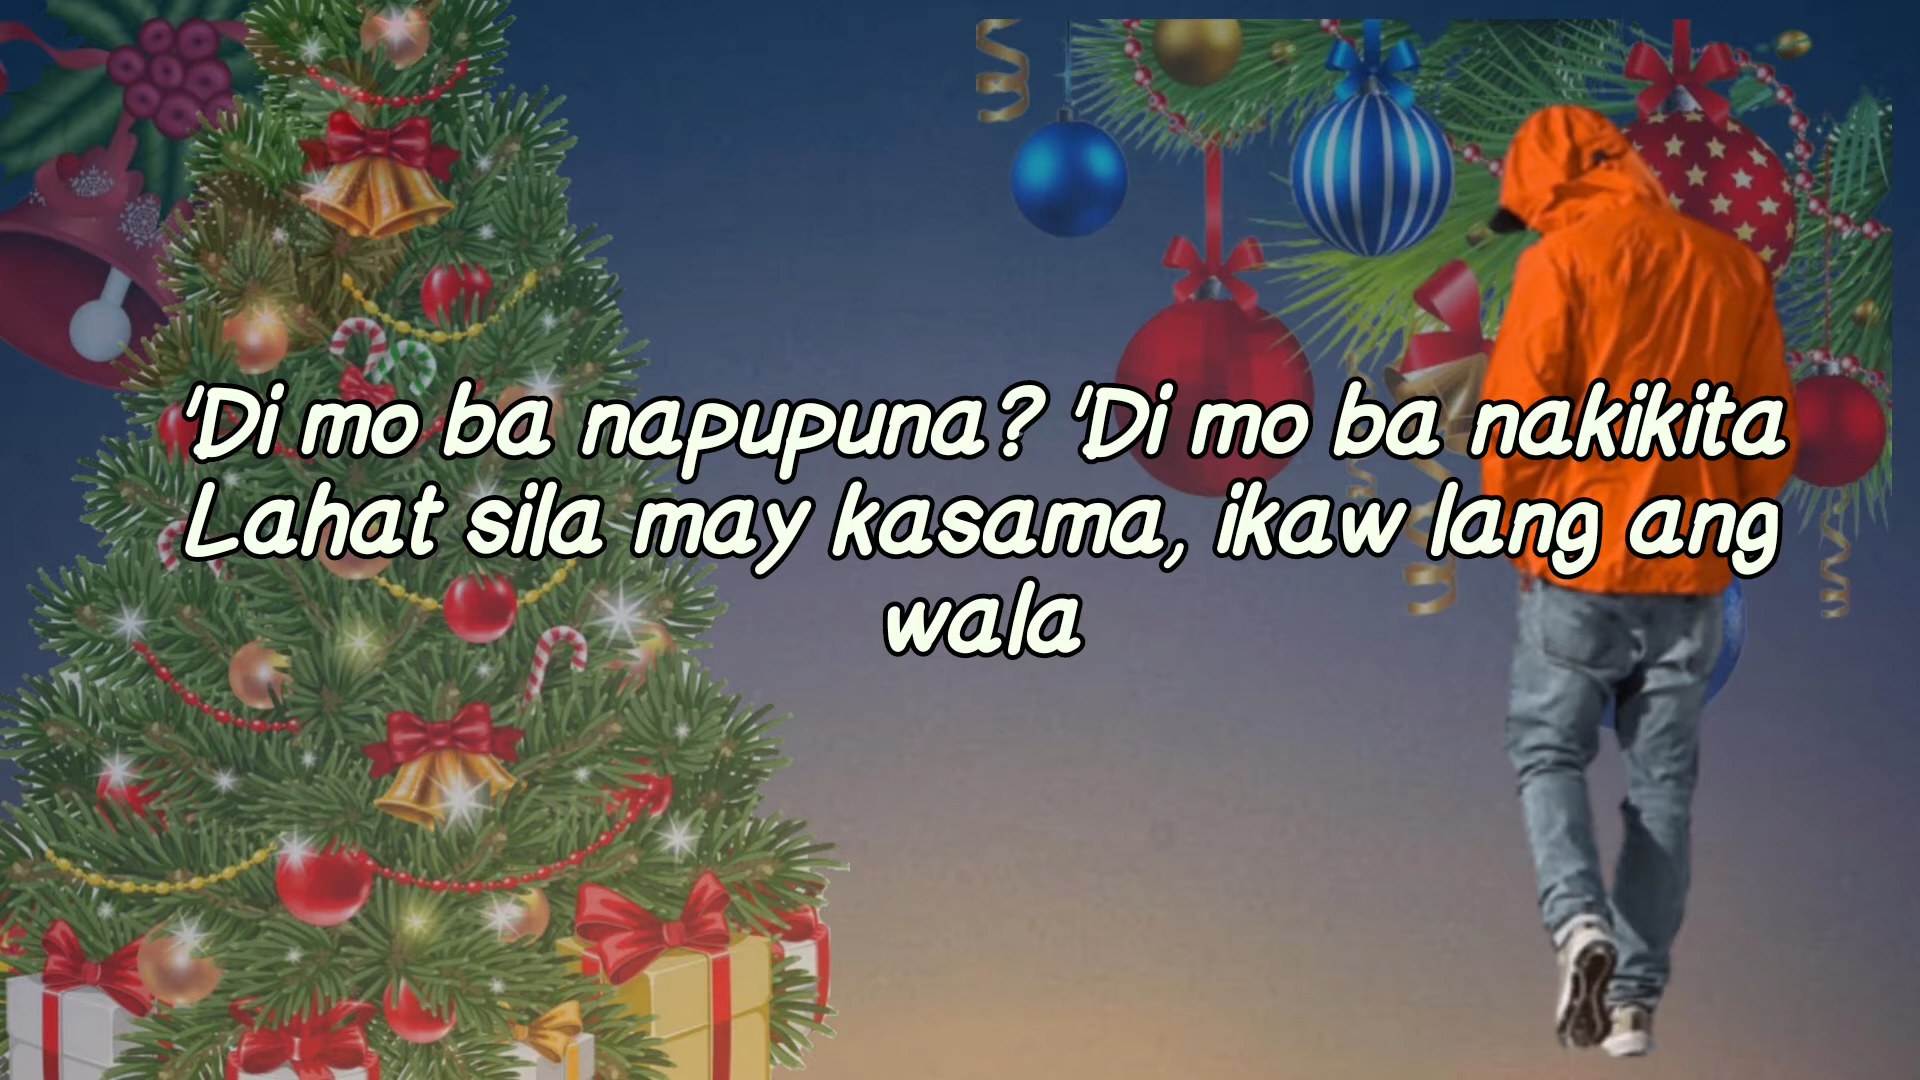 'Di mo ba napupuna? 'Di mo ba nakikita
Lahat sila may kasama, ikaw lang ang
wala